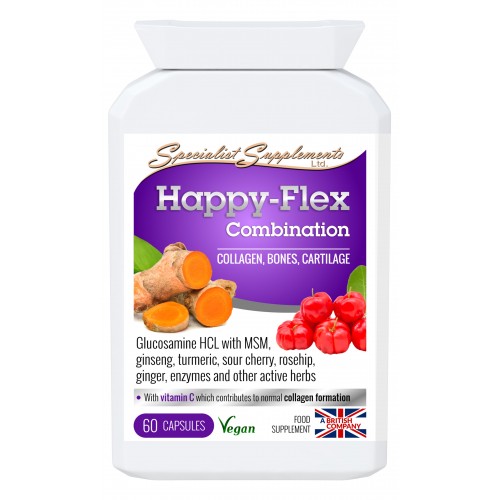 Specialist Supplements
Ltd.
Happy-Flex
Combination
COLLAGEN, BONES, CARTILAGE
Glucosamine HCL with MSM,
ginseng, turmeric, sour cherry, rosehip,
ginger, enzymes and other active herbs
• With vitamin C which contributes to normal collagen formation
60 CAPSULES
Vegan
FOOD
SUPPLEMENT
A BRITISH
COMPANY